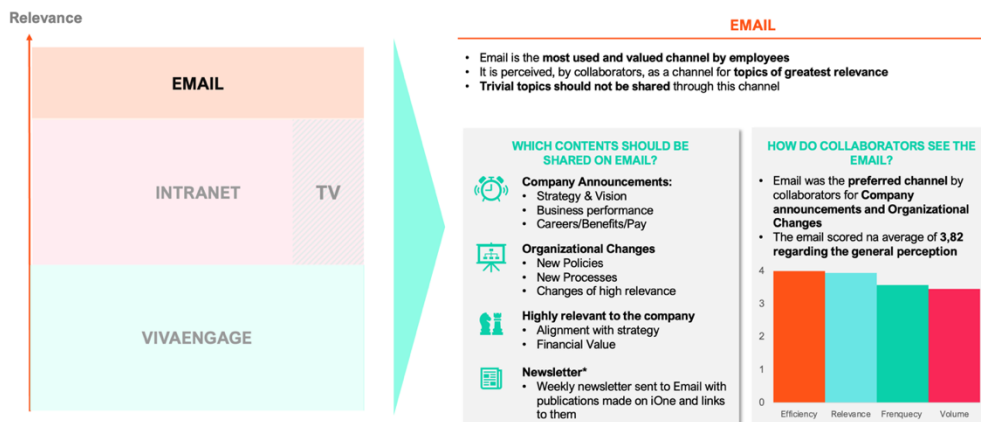 Relevance
EMAIL
INTRANET
TV
VIVAENGAGE
EMAIL
• Email is the most used and valued channel by employees
• It is perceived, by collaborators, as a channel for topics of greatest relevance
• Trivial topics should not be shared through this channel
WHICH CONTENTS SHOULD BE
SHARED ON EMAIL?
Company Announcements:
• Strategy & Vision
• Business performance
• Careers/Benefits/Pay
Organizational Changes
• New Policies
• New Processes
• Changes of high relevance
Highly relevant to the company
• Alignment with strategy
• Financial Value
Newsletter*
• Weekly newsletter sent to Email with
publications made on iOne and links
to them
HOW DO COLLABORATORS SEE THE
EMAIL?
• Email was the preferred channel by
collaborators for Company
announcements and Organizational
Changes
• The email scored na average of 3,82
regarding the general perception
4
3
2
1
0
Efficiency Relevance Frenquecy Volume